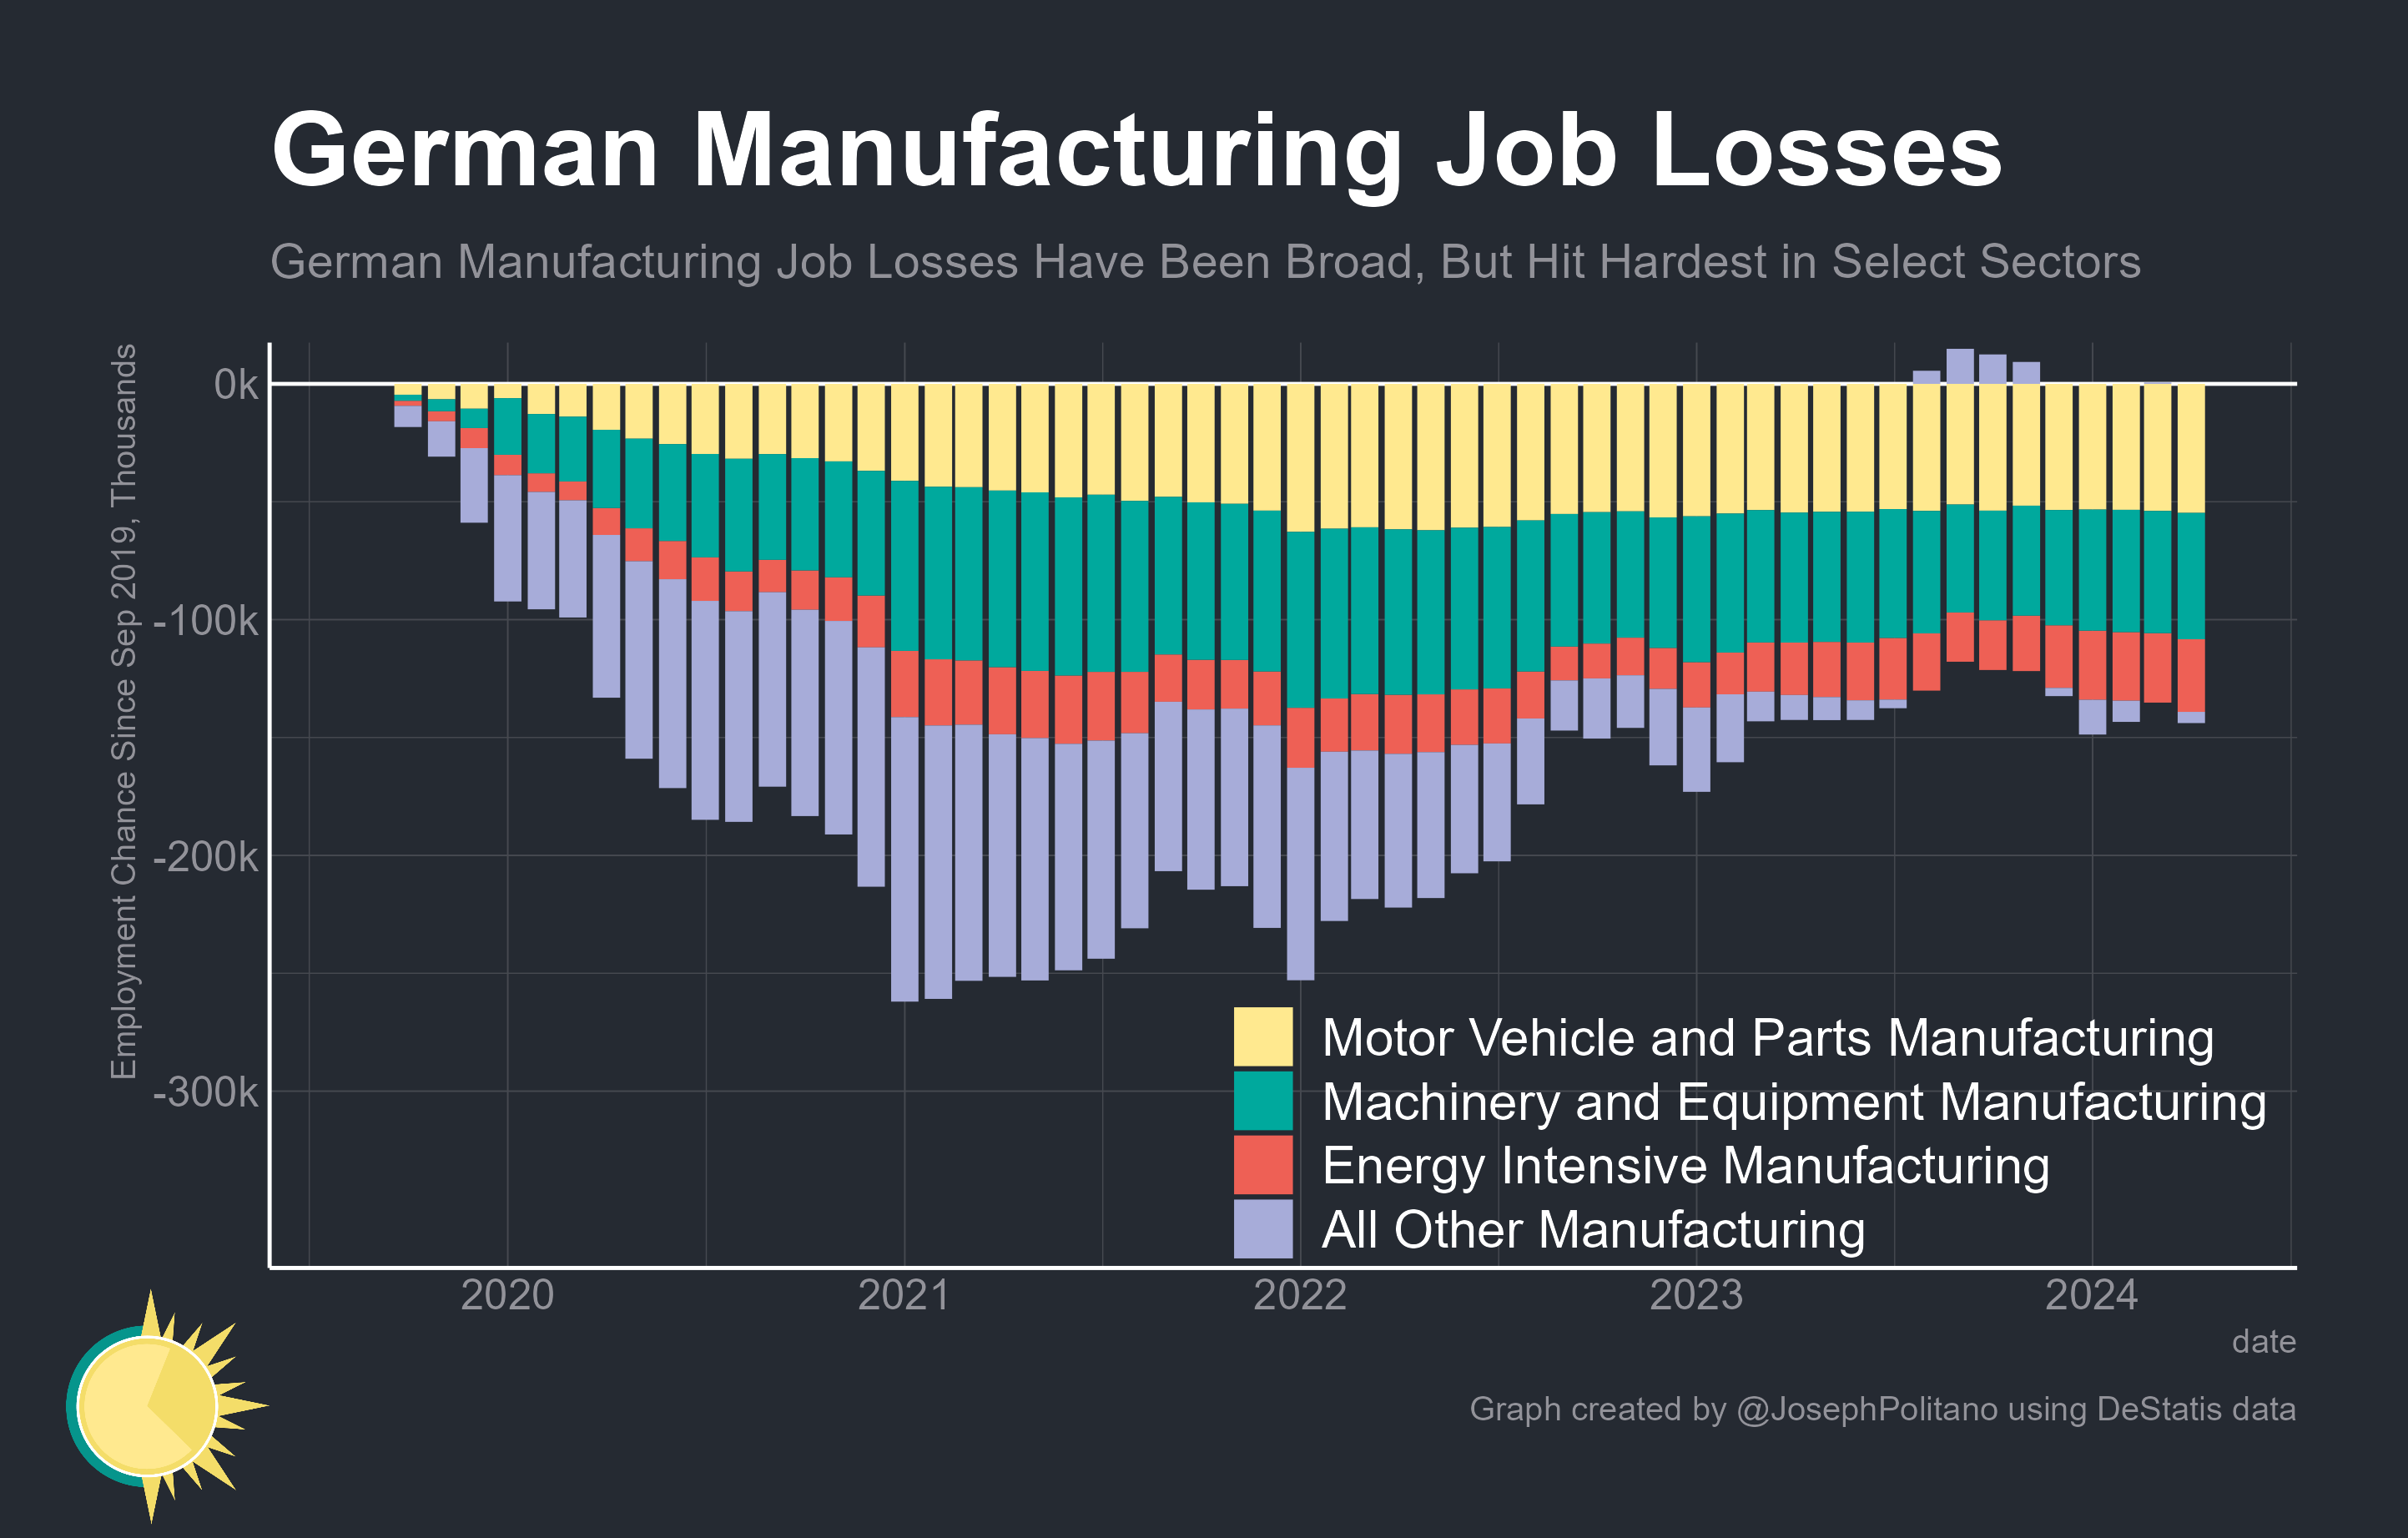 German Manufacturing Job Losses
German Manufacturing Job Losses Have Been Broad, But Hit Hardest in Select Sectors
Employment Chance Since Sep 2019, Thousands
0k
-100k
-200k
-300k
Motor Vehicle and Parts Manufacturing
Machinery and Equipment Manufacturing
Energy Intensive Manufacturing
All Other Manufacturing
2020 2021 2022 2023 2024
date
Graph created by @JosephPolitano using DeStatis data